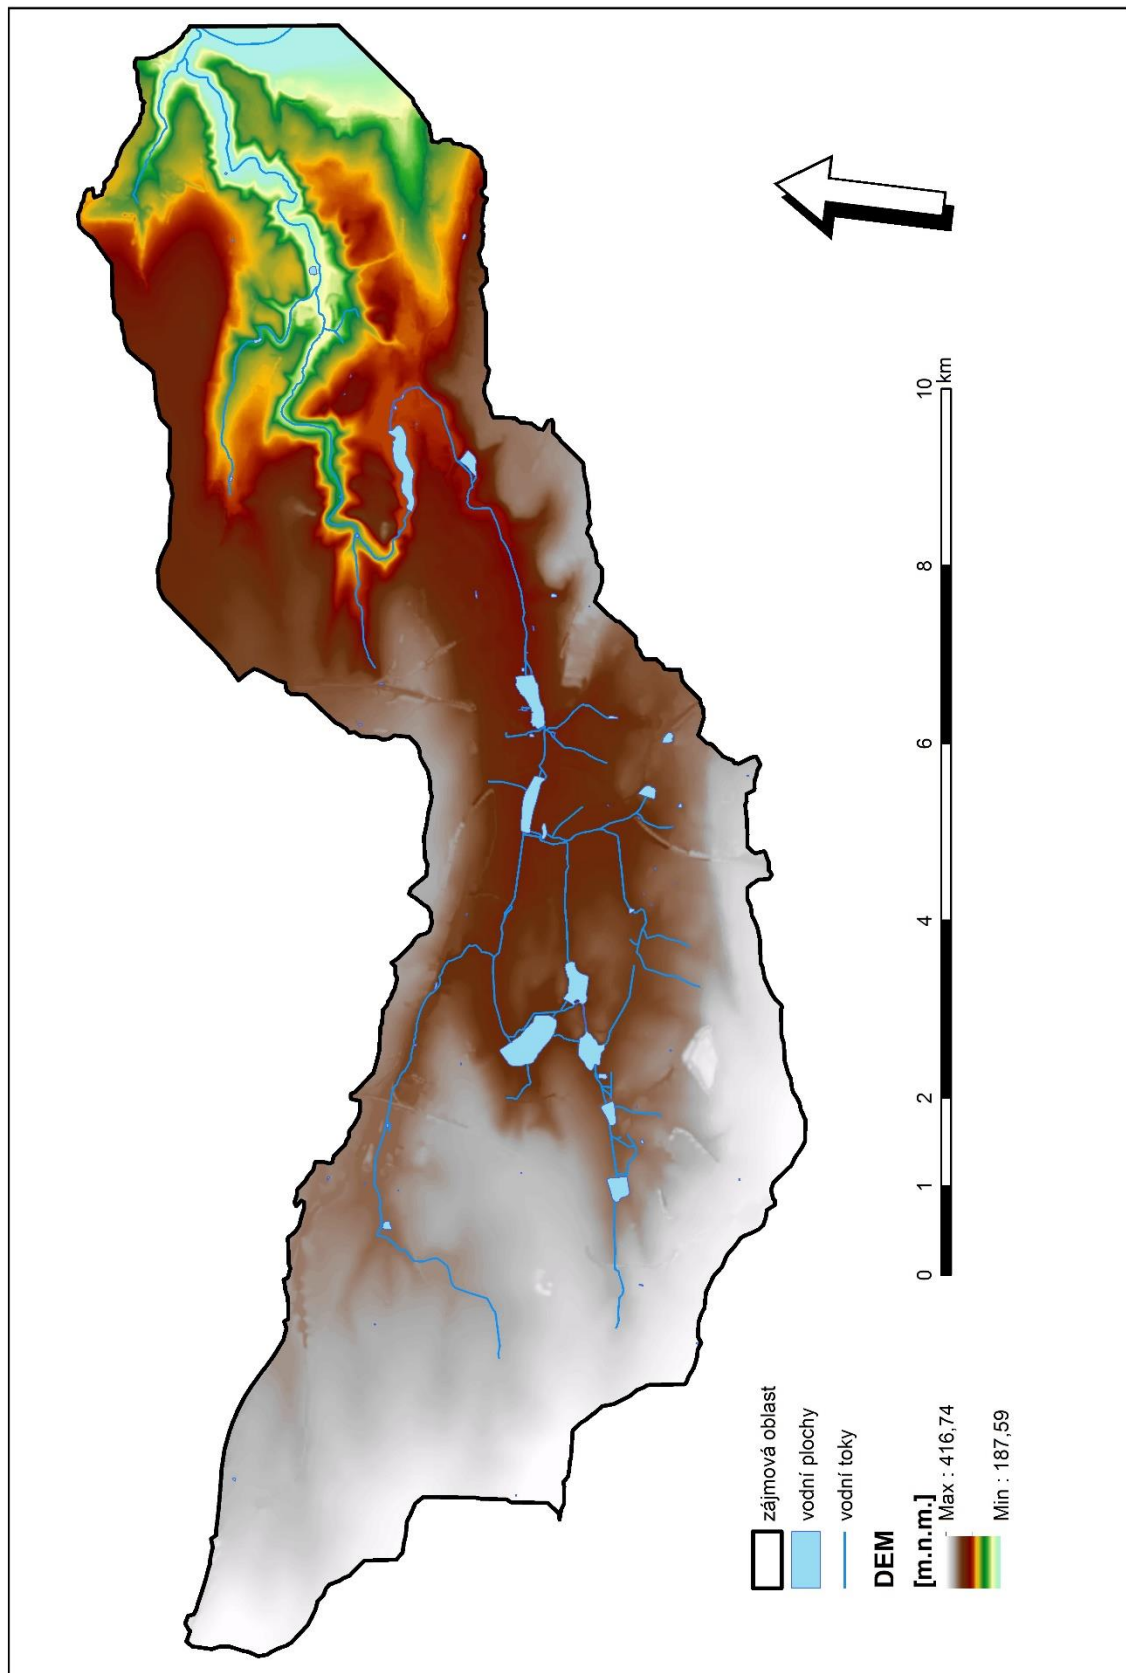 zájmová oblast
vodní plochy
vodní toky
DEM
[m.n.m.]
Max : 416,74
Min : 187,59
0 1 2 4 6 8 10
km